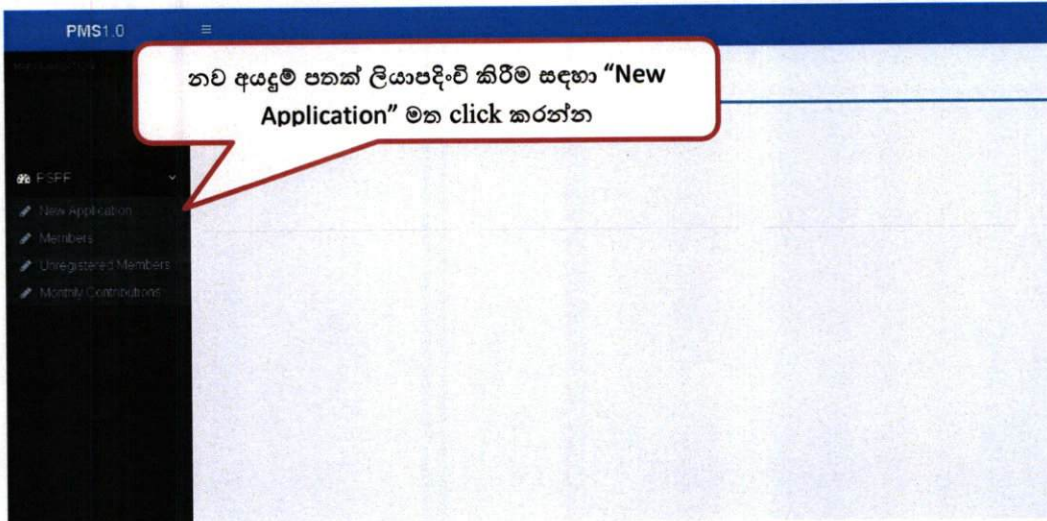 PMS1.0
නව අයදුම් පතක් ලියාපදිංචි කිරීම සඳහා “New
Application” මත click කරන්න
PSPF
New Application
Members
Unregistered Members
Monthly Contributions